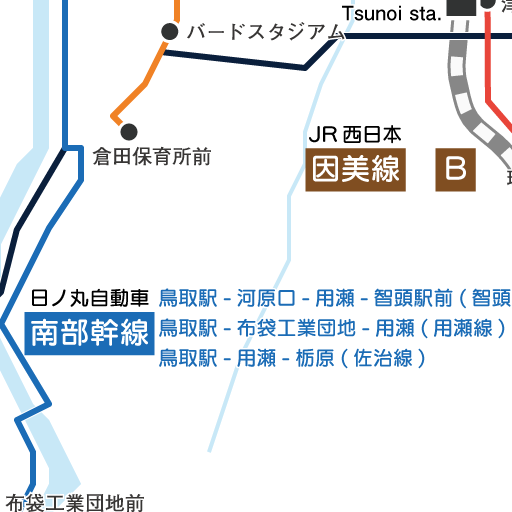 Tsunoi sta.
バードスタジアム
倉田保育所前
JR西日本
因美線 B
日ノ丸自動車
南部幹線
鳥取駅 - 河原口 - 用瀬 - 智頭駅前 ( 智頭
鳥取駅 - 布袋工業団地 - 用瀬 ( 用瀬線 )
鳥取駅 - 用瀬 - 栃原 ( 佐治線 )
布袋工業団地前